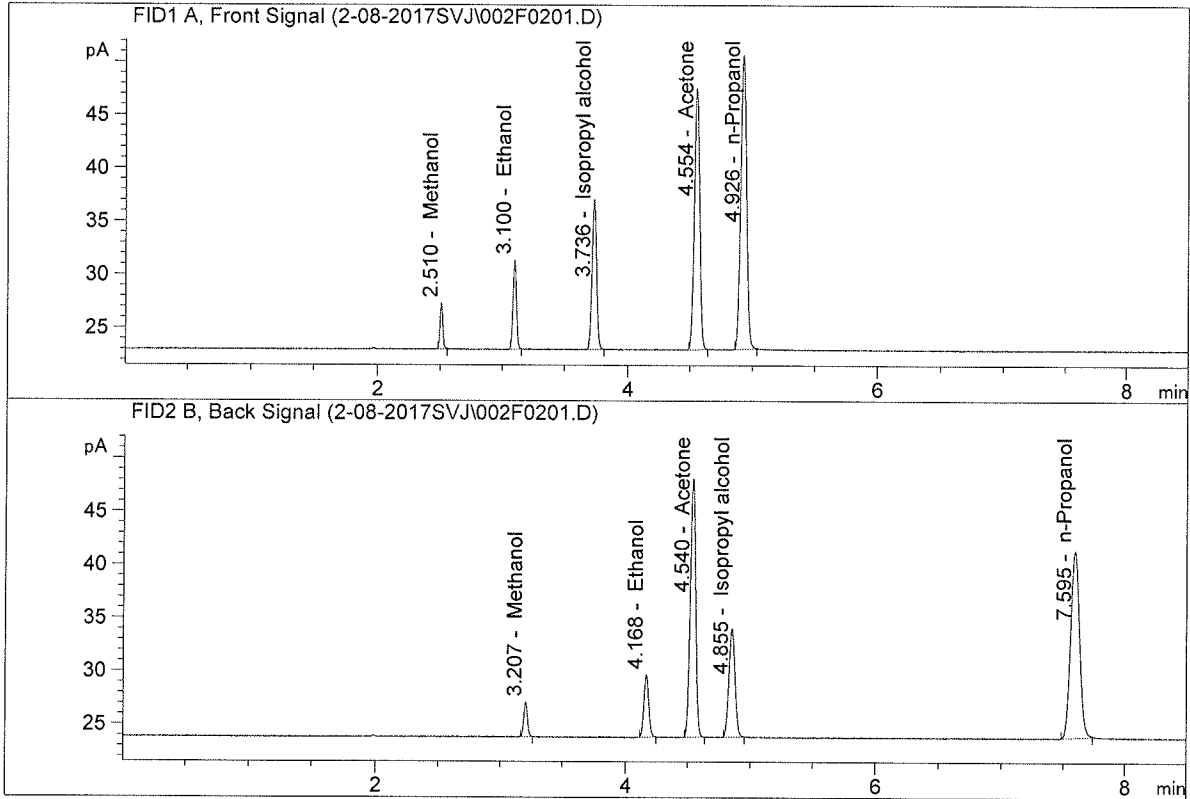 FID1 A, Front Signal (2-08-2017SVJ\002F0201.D)
pA
45
40
35
30
25
2.510 - Methanol
3.100 - Ethanol
3.736 - Isopropyl alcohol
4.554 - Acetone
4.926 - n-Propanol
2
4
6
8
min
FID2 B, Back Signal (2-08-2017SVJ\002F0201.D)
pA
45
40
35
30
25
3.207 - Methanol
4.168 - Ethanol
4.540 - Acetone
4.855 - Isopropyl alcohol
7.595 - n-Propanol
2
4
6
8
min